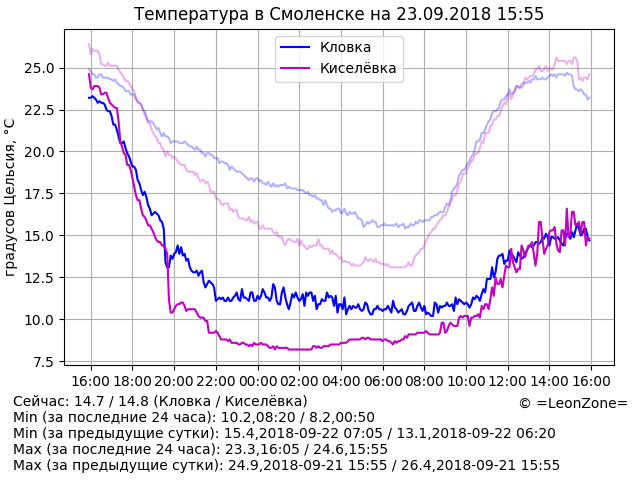 Температура в Смоленске на 23.09.2018 15:55
Кловка
Киселёвка
градусов Цельсия, °C
25.0
22.5
20.0
17.5
15.0
12.5
10.0
7.5
16:00 18:00 20:00 22:00 00:00 02:00 04:00 06:00 08:00 10:00 12:00 14:00 16:00
Сейчас: 14.7 / 14.8 (Кловка / Киселёвка)
© =LeonZone=
Min (за последние 24 часа): 10.2,08:20 / 8.2,00:50
Min (за предыдущие сутки): 15.4,2018-09-22 07:05 / 13.1,2018-09-22 06:20
Max (за последние 24 часа): 23.3,16:05 / 24.6,15:55
Max (за предыдущие сутки): 24.9,2018-09-21 15:55 / 26.4,2018-09-21 15:55